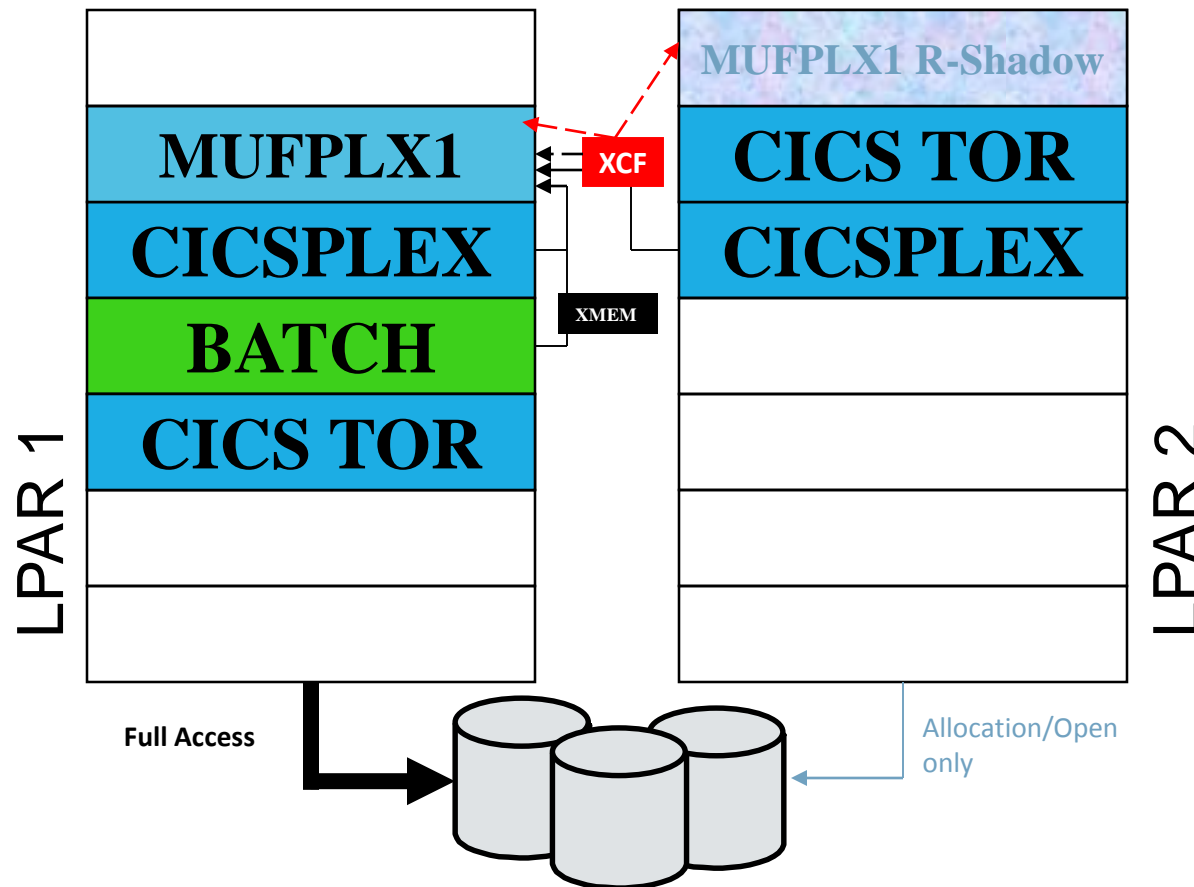 MUFPLX1 R-Shadow
MUFPLX1
XCF
CICS TOR
CICSPLEX
CICSPLEX
XMEM
BATCH
CICS TOR
LPAR 1
LPAR 2
Full Access
Allocation/Open
only